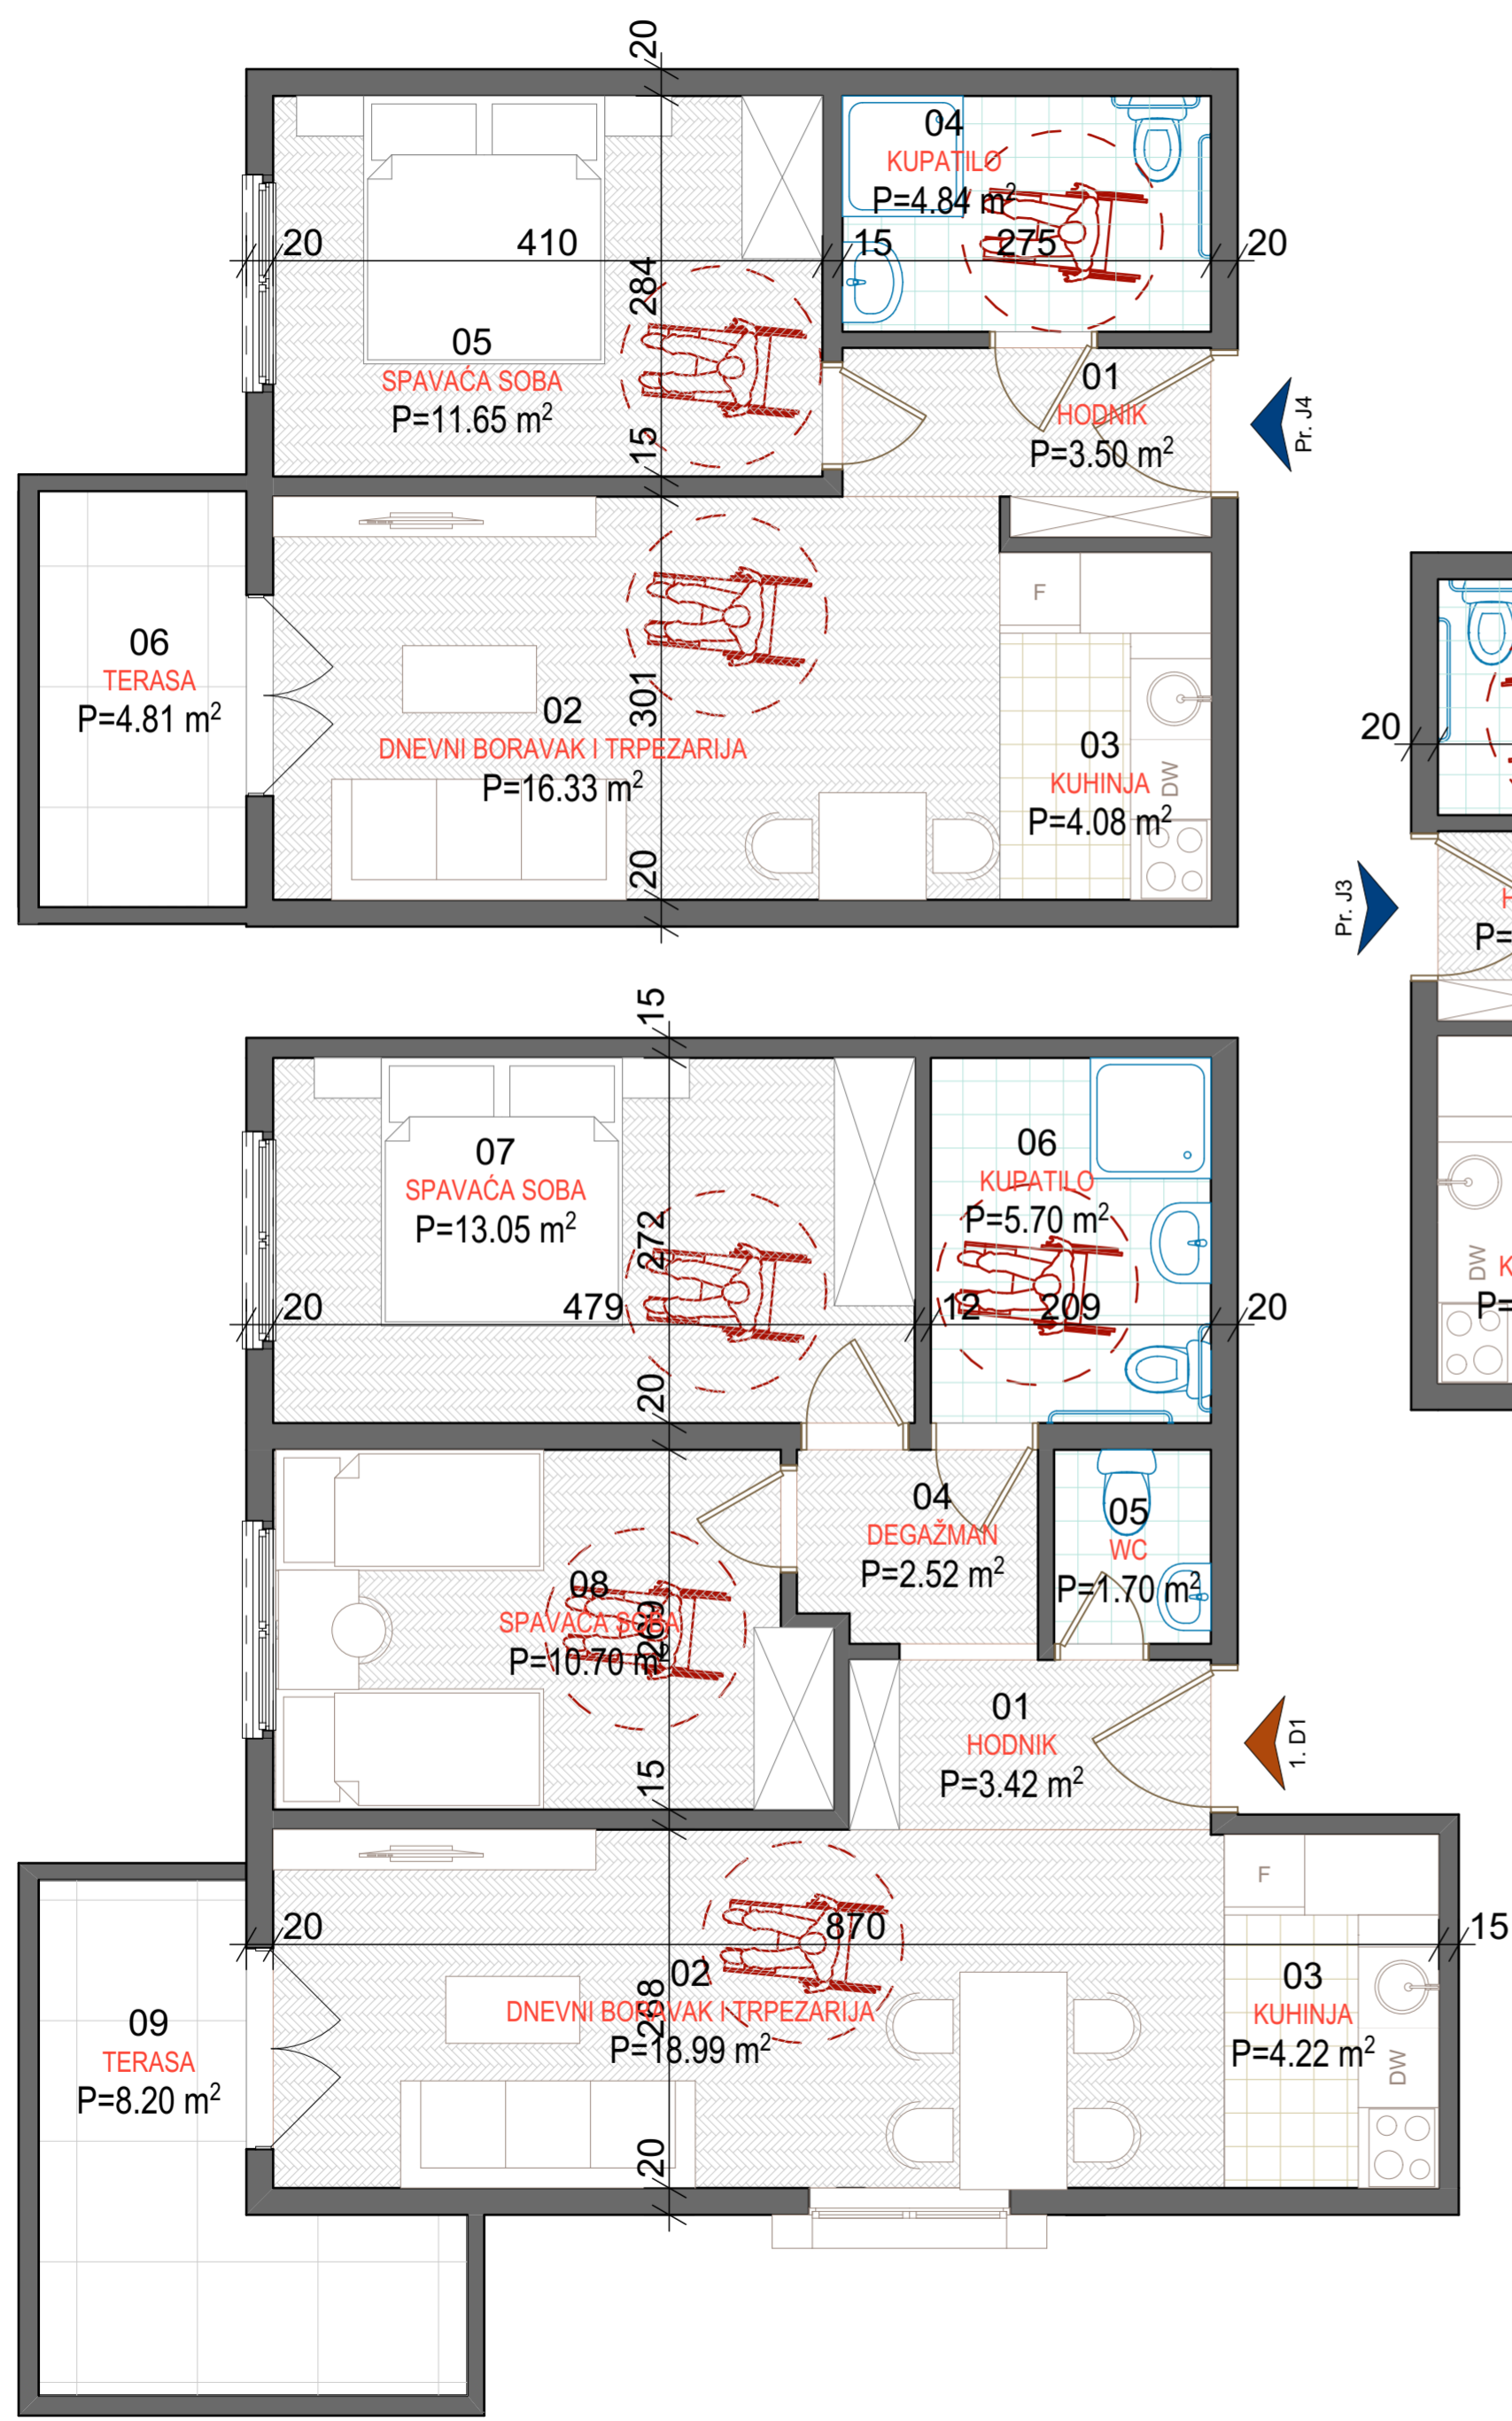 20
20
410
15
275
20
284
04
KUPATILO
P=4.84 m²
05
SPAVAĆA SOBA
P=11.65 m²
01
HODNIK
P=3.50 m²
Pr. J4
15
F
06
TERASA
P=4.81 m²
301
02
DNEVNI BORAVAK I TRPEZARIJA
P=16.33 m²
03
KUHINJA
P=4.08 m²
DW
20
20
Pr. J3
H
P=
DW
K
P=
15
07
SPAVAĆA SOBA
P=13.05 m²
06
KUPATILO
P=5.70 m²
272
20
479
12
209
20
20
04
DEGAŽMAN
P=2.52 m²
05
WC
P=1.70 m²
08
SPAVAĆA SOBA
P=10.70 m²
269
01
HODNIK
P=3.42 m²
1. D1
15
F
20
870
15
02
DNEVNI BORAVAK I TRPEZARIJA
P=18.99 m²
268
03
KUHINJA
P=4.22 m²
DW
09
TERASA
P=8.20 m²
20